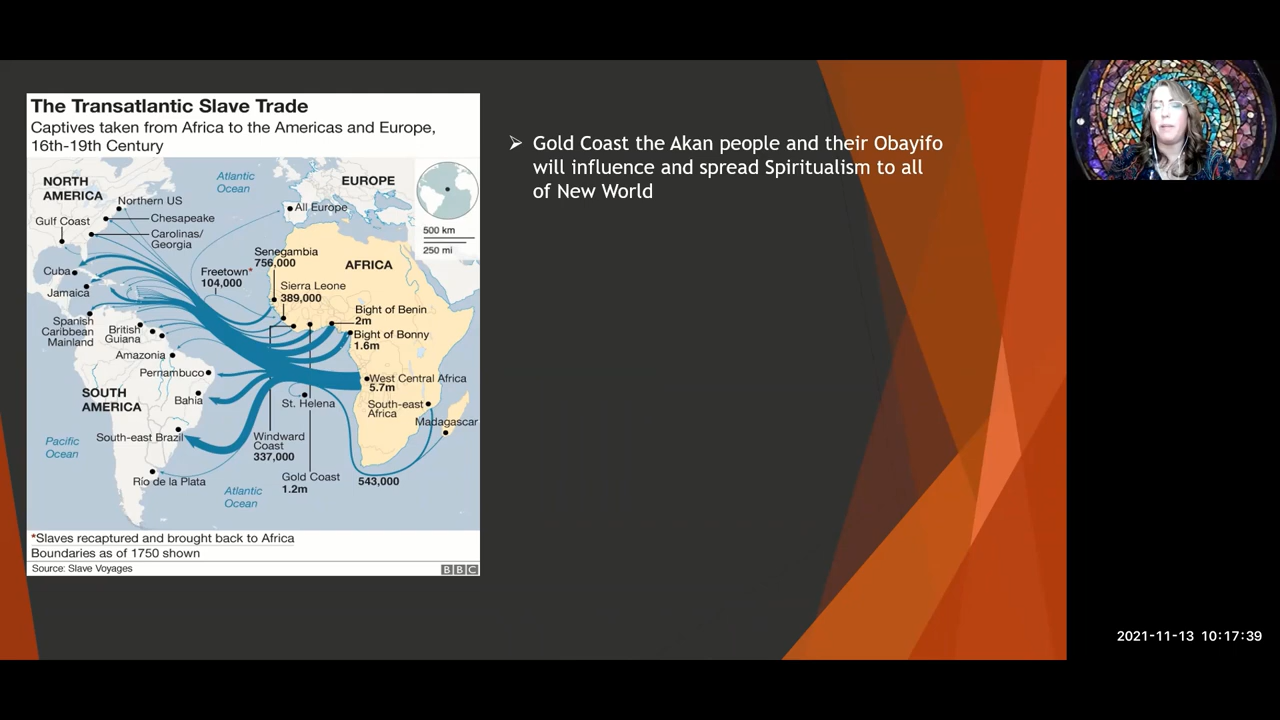 The Transatlantic Slave Trade
Captives taken from Africa to the Americas and Europe,
16th-19th Century
NORTH
AMERICA
Atlantic
Ocean
EUROPE
Northern US
Gulf Coast
Chesapeake
Carolinas/
Georgia
All Europe
500 km
250 mi
Senegambia
756,000
AFRICA
Freetown*
104,000
Cuba
Sierra Leone
389,000
Jamaica
Bight of Benin
2m
Spanish
Caribbean
Mainland
British
Guiana
Bight of Bonny
1.6m
Amazonia
Pernambuco
West Central Africa
5.7m
SOUTH
AMERICA
Bahia
St. Helena
South-east
Africa
Madagascar
Pacific
Ocean
South-east Brazil
Windward
Coast
337,000
Río de la Plata
Gold Coast
1.2m
543,000
Atlantic
Ocean
*Slaves recaptured and brought back to Africa
Boundaries as of 1750 shown
Source: Slave Voyages
BBC
Gold Coast the Akan people and their Obayifo
will influence and spread Spiritualism to all
of New World
2021-11-13 10:17:39